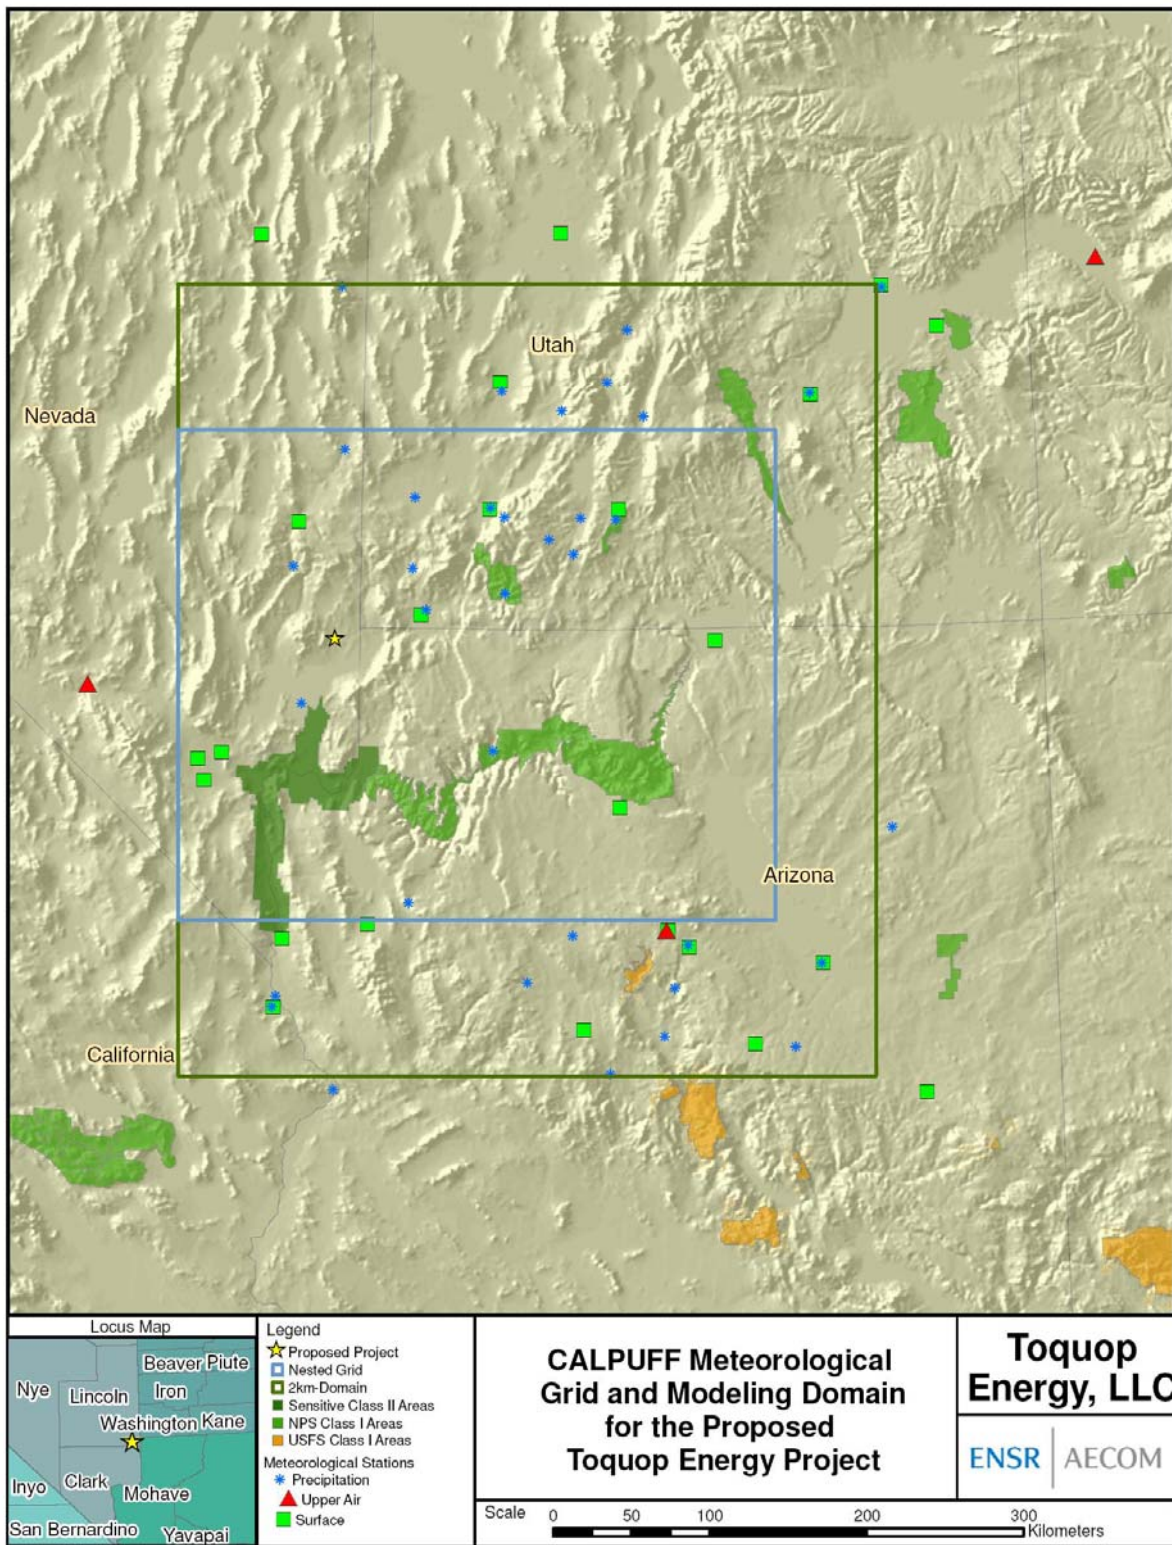 Utah
Nevada
Arizona
California
Locus Map
Beaver Piute
Nye
Lincoln
Iron
Washington Kane
Clark
Inyo
Mohave
San Bernardino
Yavapai
Legend
Proposed Project
Nested Grid
2km-Domain
Sensitive Class II Areas
NPS Class I Areas
USFS Class I Areas
Meteorological Stations
Precipitation
Upper Air
Surface
CALPUFF Meteorological
Grid and Modeling Domain
for the Proposed
Toquop Energy Project
Scale 0 50 100 200 300
Kilometers
Toquop
Energy, LLC
ENSR AECOM